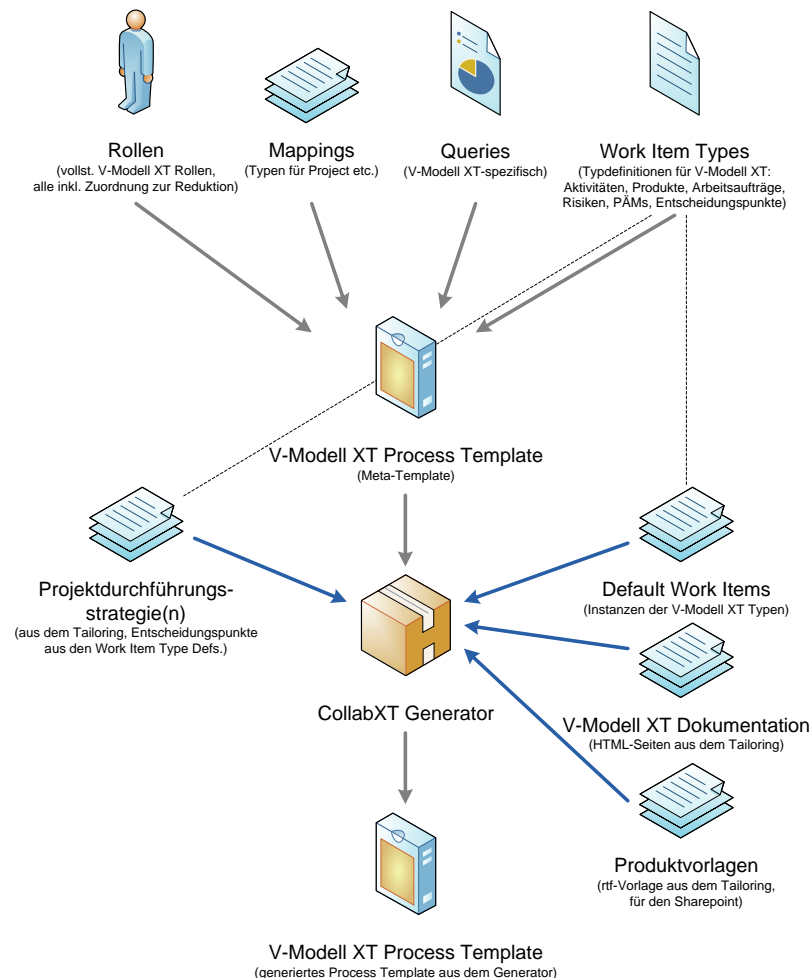 Rollen
(vollst. V-Modell XT Rollen,
alle inkl. Zuordnung zur Reduktion)
Mappings
(Typen für Project etc.)
Queries
(V-Modell XT-spezifisch)
Work Item Types
(Typdefinitionen für V-Modell XT:
Aktivitäten, Produkte, Arbeitsaufträge,
Risiken, PÄMs, Entscheidungspunkte)
V-Modell XT Process Template
(Meta-Template)
Projektdurchführungs-
strategie(n)
(aus dem Tailoring, Entscheidungspunkte
aus den Work Item Type Defs.)
Default Work Items
(Instanzen der V-Modell XT Typen)
CollabXT Generator
V-Modell XT Dokumentation
(HTML-Seiten aus dem Tailoring)
Produktvorlagen
(rtf-Vorlage aus dem Tailoring,
für den Sharepoint)
V-Modell XT Process Template
(generiertes Process Template aus dem Generator)